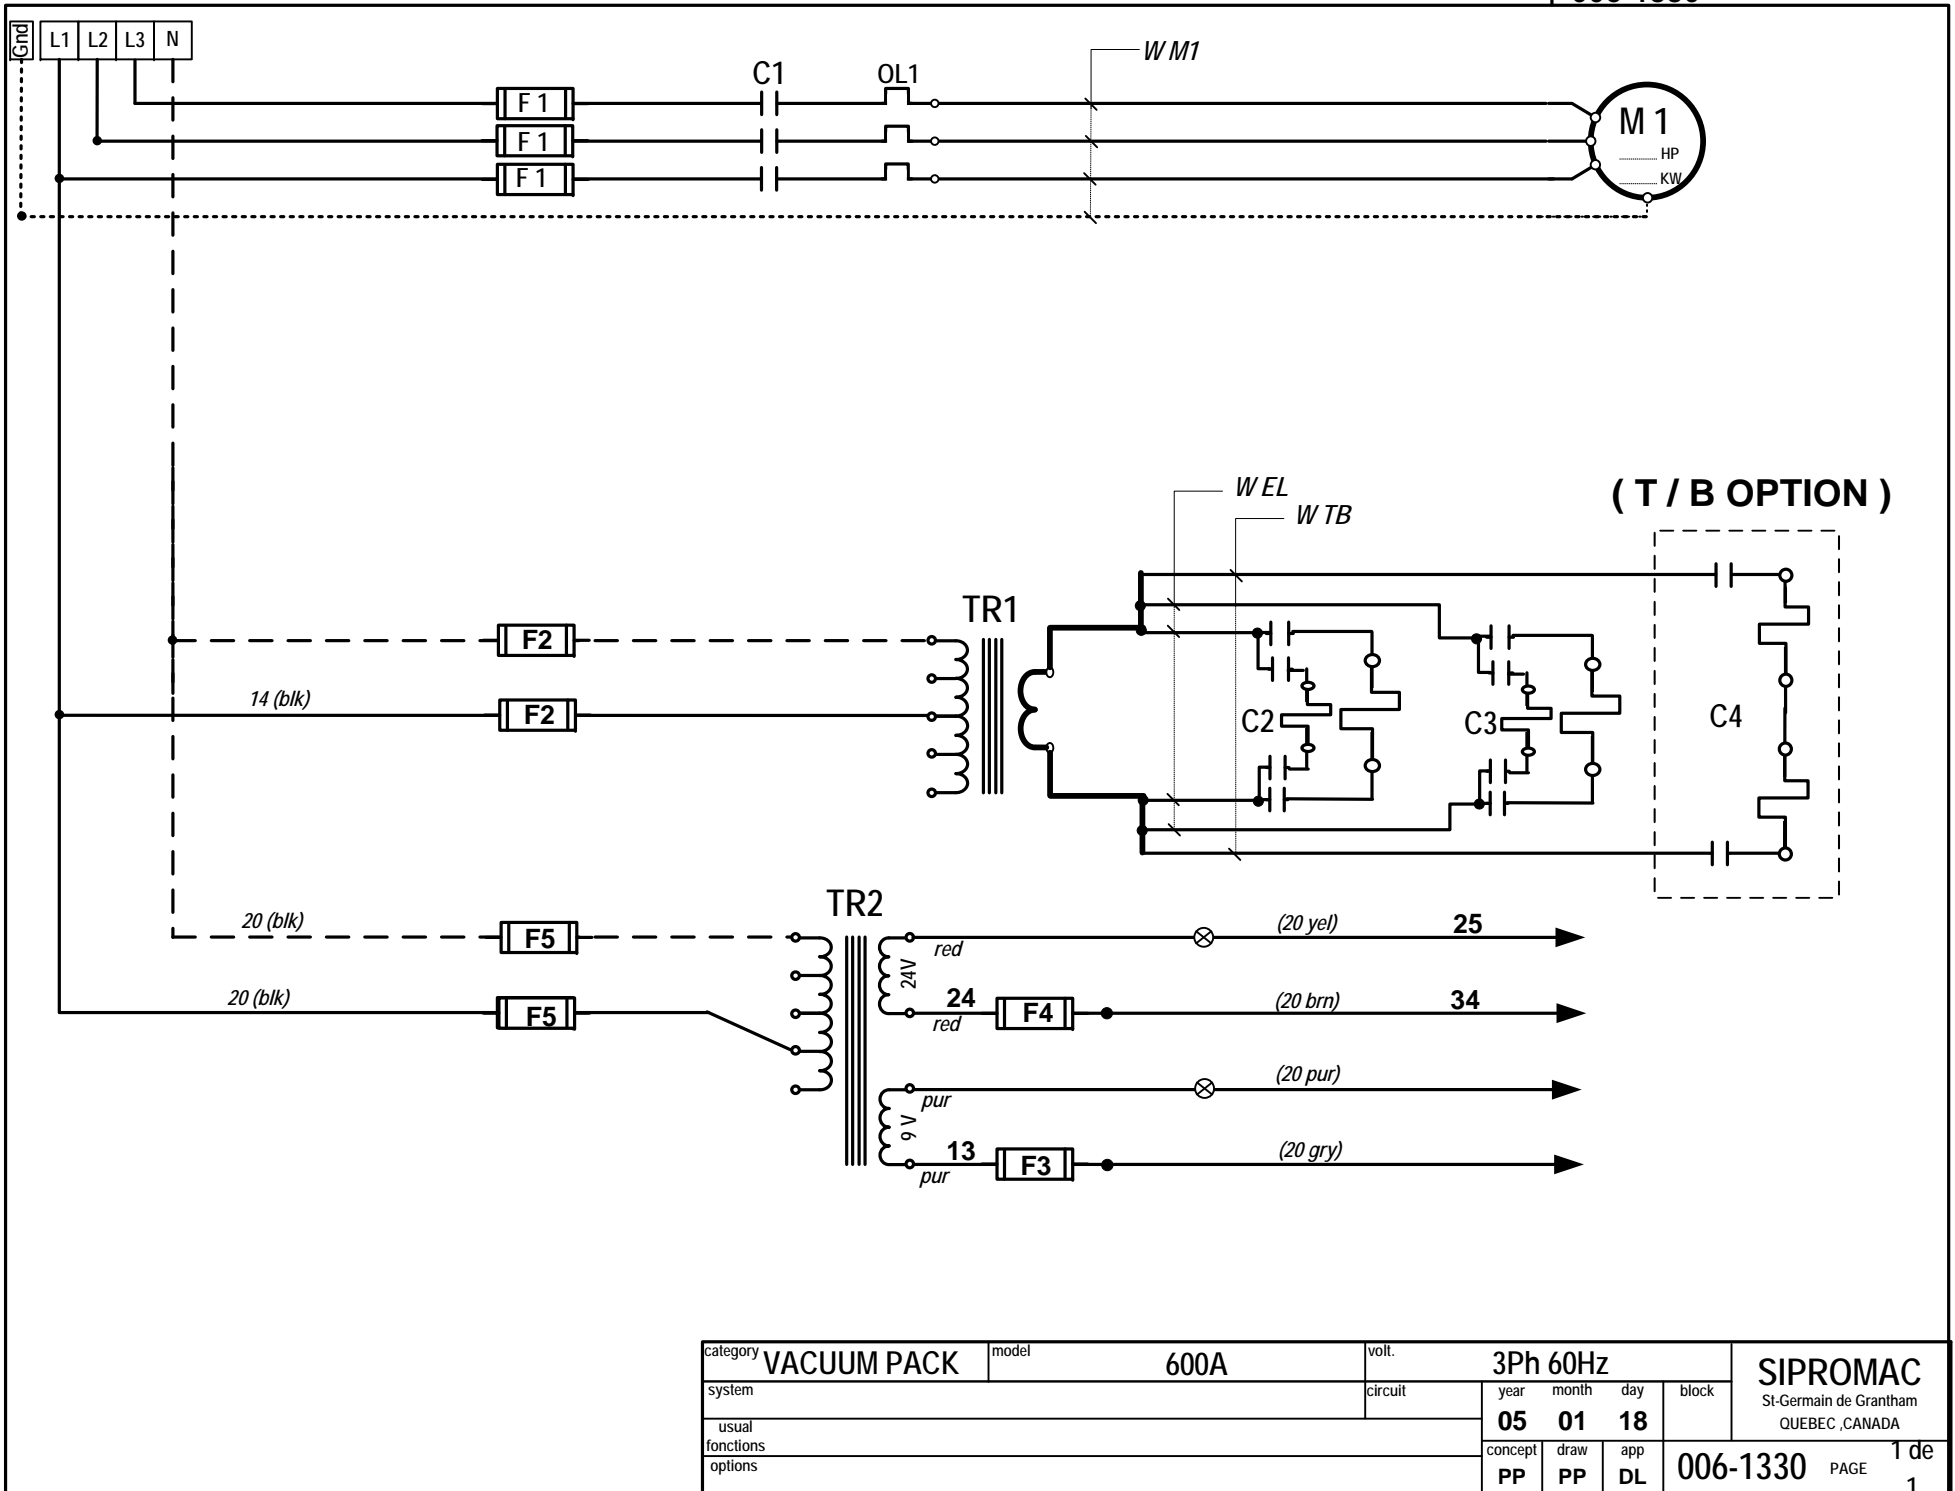 Gnd L1 L2 L3 N
W M1
C1 OL1
F 1
F 1
F 1
M 1
HP
KW
W EL
W TB
( T / B OPTION )
TR1
F2
14 (blk)
F2
C2
C3
C4
TR2
20 (blk)
F5
20 (blk)
F5
24V
red
(20 yel) 25
24
red
F4
(20 brn) 34
9 V
pur
(20 pur)
13
pur
F3
(20 gry)
category VACUUM PACK model 600A volt. 3Ph 60Hz
SIPROMAC
St-Germain de Grantham
QUEBEC ,CANADA
system circuit year month day block
05 01 18
usual
fonctions
options
concept draw app
PP PP DL
006-1330 PAGE 1 de
1